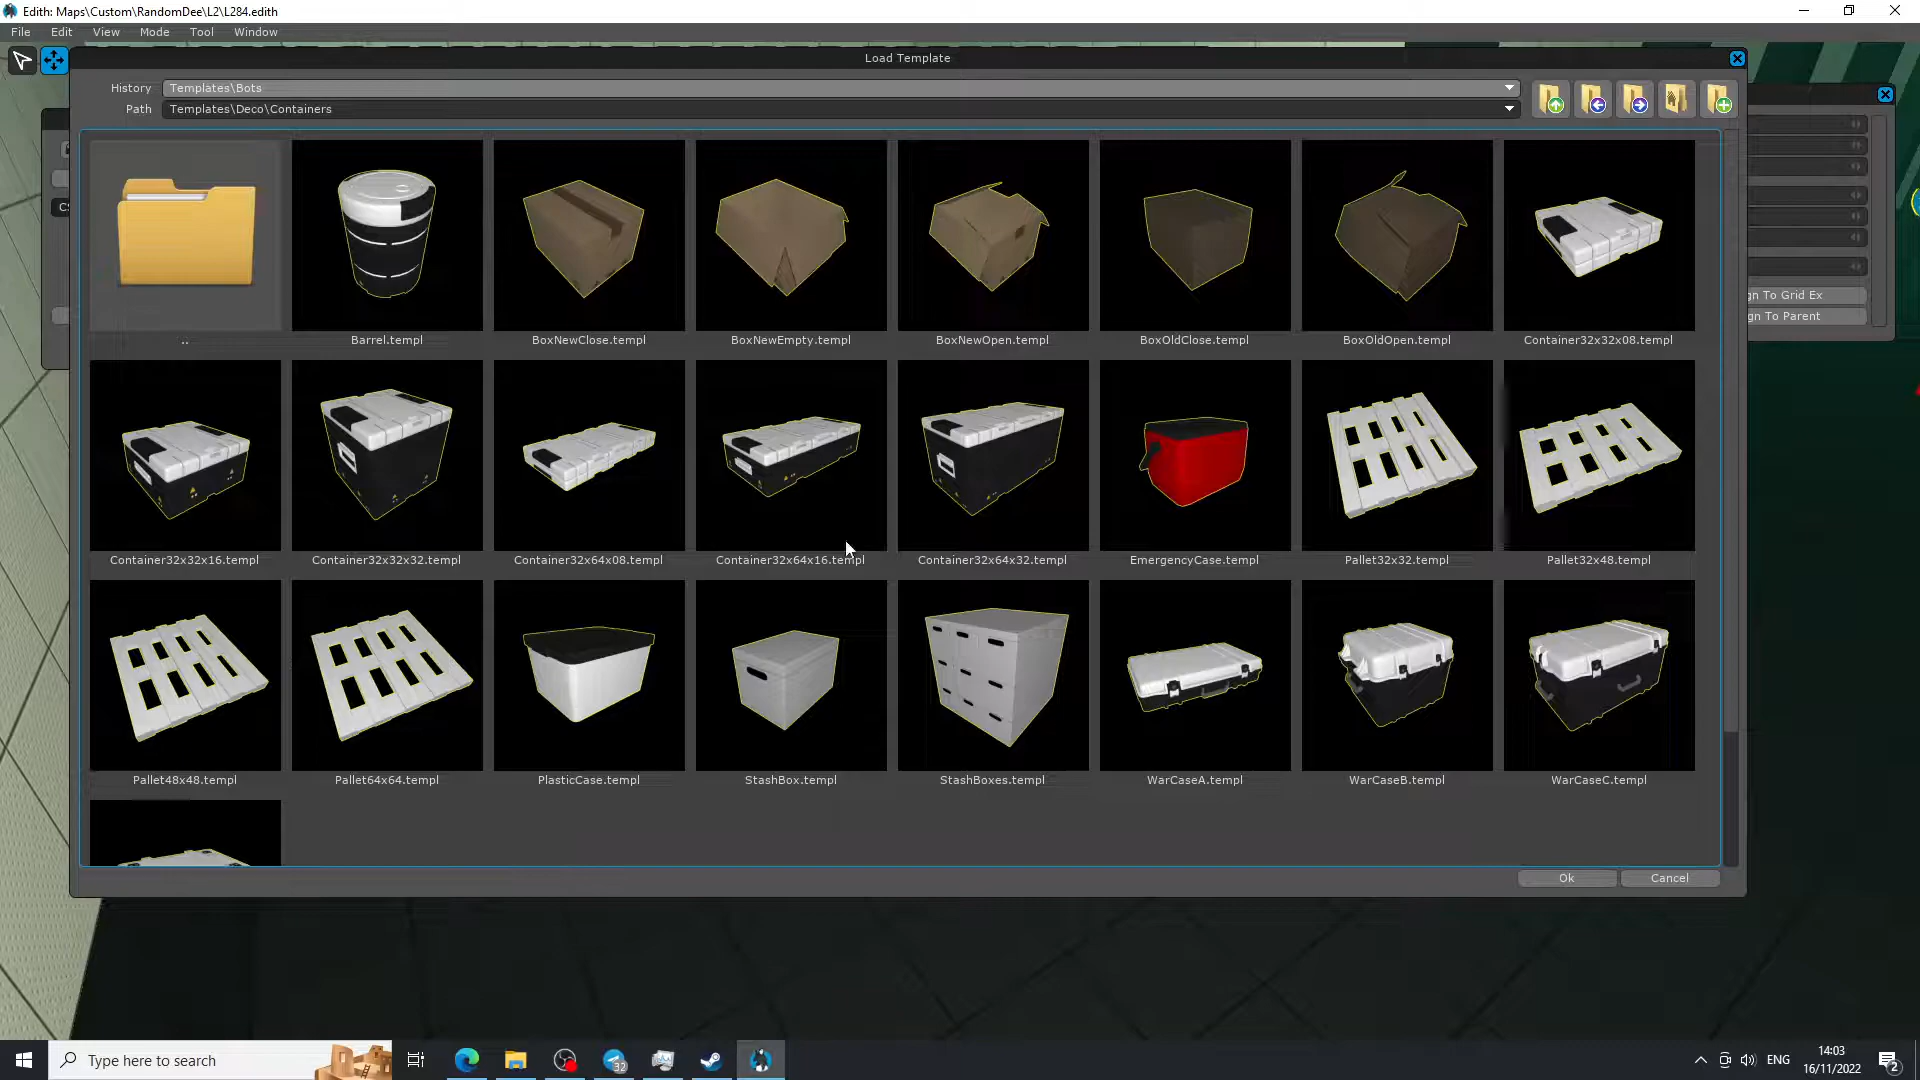 Edith: Maps\Custom\RandomDee\L2\L284.edith
File Edit View Mode Tool Window
Load Template
History Templates\Bots
Path Templates\Deco\Containers
.. Barrel.templ BoxNewClose.templ BoxNewEmpty.templ BoxNewOpen.templ BoxOldClose.templ BoxOldOpen.templ Container32x32x08.templ
gn To Grid Ex
gn To Parent
Container32x32x16.templ Container32x32x32.templ Container32x64x08.templ Container32x64x16.templ Container32x64x32.templ EmergencyCase.templ Pallet32x32.templ Pallet32x48.templ
Pallet48x48.templ Pallet64x64.templ PlasticCase.templ StashBox.templ StashBoxes.templ WarCaseA.templ WarCaseB.templ WarCaseC.templ
Ok Cancel
Type here to search
32
ENG
14:03
16/11/2022
2